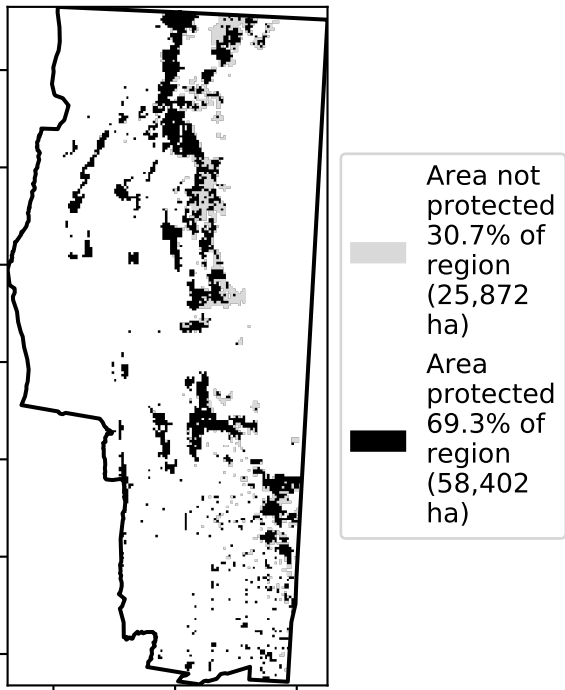 Area not
protected
30.7% of
region
(25,872
ha)
Area
protected
69.3% of
region
(58,402
ha)